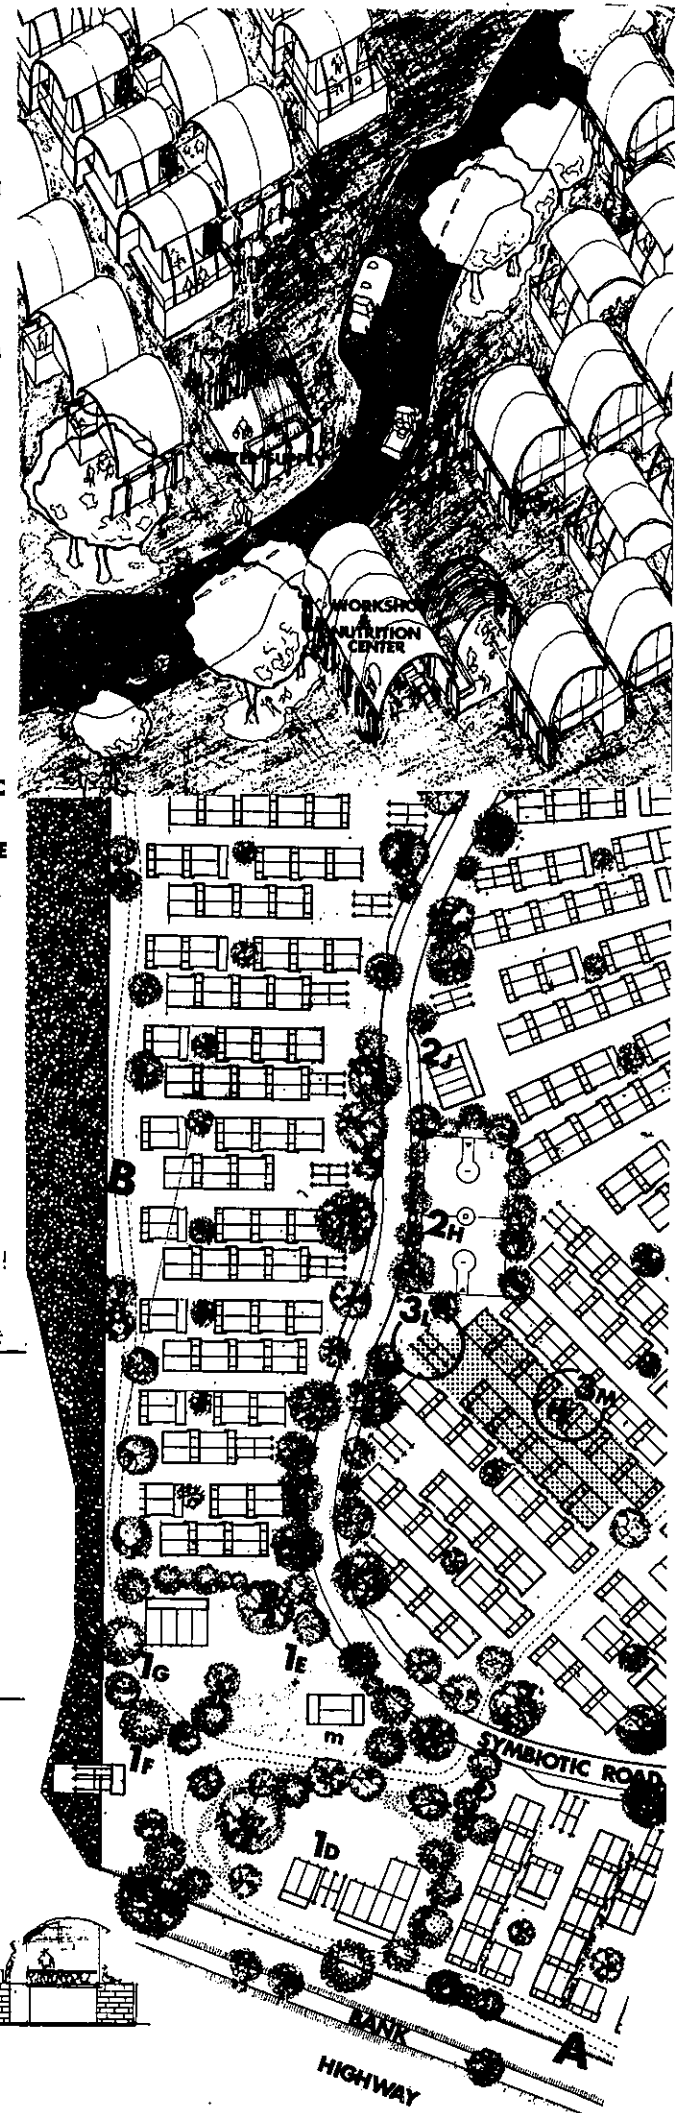 WORKSHOP
&
NUTRITION
CENTER
C
E
2J
B
2H
3L
3M
1E
1G
m
1F
SYMBIOTIC ROAD
1D
BANK
A
HIGHWAY